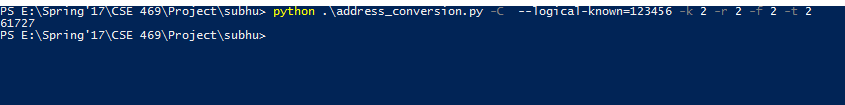 PS E:\Spring'17\CSE 469\Project\subhu> python .\address_conversion.py -C  --logical-known=123456 -k 2 -r 2 -f 2 -t 2
61727
PS E:\Spring'17\CSE 469\Project\subhu>